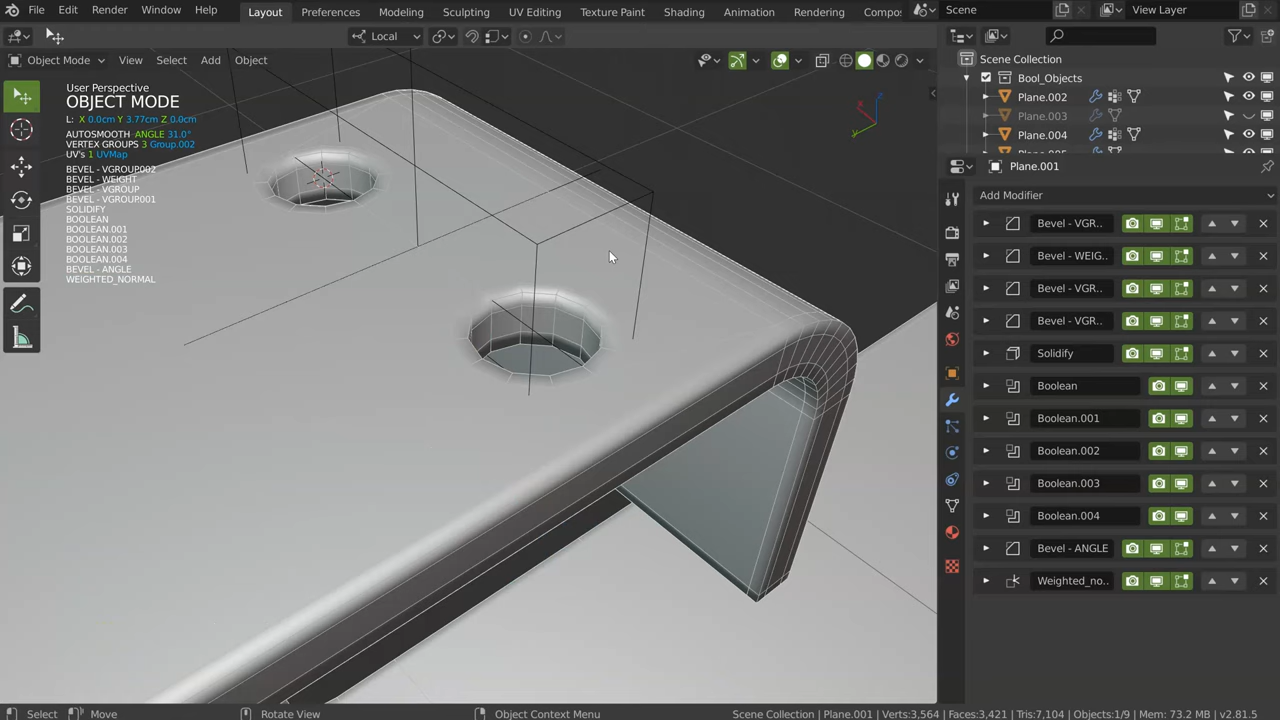 File Edit Render Window Help Layout Preferences Modeling Sculpting UV Editing Texture Paint Shading Animation Rendering Compos Scene View Layer
Local
Object Mode View Select Add Object
Scene Collection
Bool_Objects
Plane.002
Plane.003
Plane.004
User Perspective
OBJECT MODE
L: X 0.0cm Y 3.77cm Z 0.0cm
AUTOSMOOTH ANGLE 31.0°
VERTEX GROUPS 3 Group.002
UV's 1 UVMap
BEVEL - VGROUP.002
BEVEL - WEIGHT
BEVEL - VGROUP
BEVEL - VGROUP.001
SOLIDIFY
BOOLEAN
BOOLEAN.001
BOOLEAN.002
BOOLEAN.003
BOOLEAN.004
BEVEL - ANGLE
WEIGHTED_NORMAL
Plane.001
Add Modifier
Bevel - VGR..
Bevel - WEIG..
Bevel - VGR..
Bevel - VGR..
Solidify
Boolean
Boolean.001
Boolean.002
Boolean.003
Boolean.004
Bevel - ANGLE
Weighted_no..
Select Move Rotate View Object Context Menu Scene Collection | Plane.001 | Verts:3,564 | Faces:3,421 | Tris:7,104 | Objects:1/9 | Mem: 73.2 MB | v2.81.5